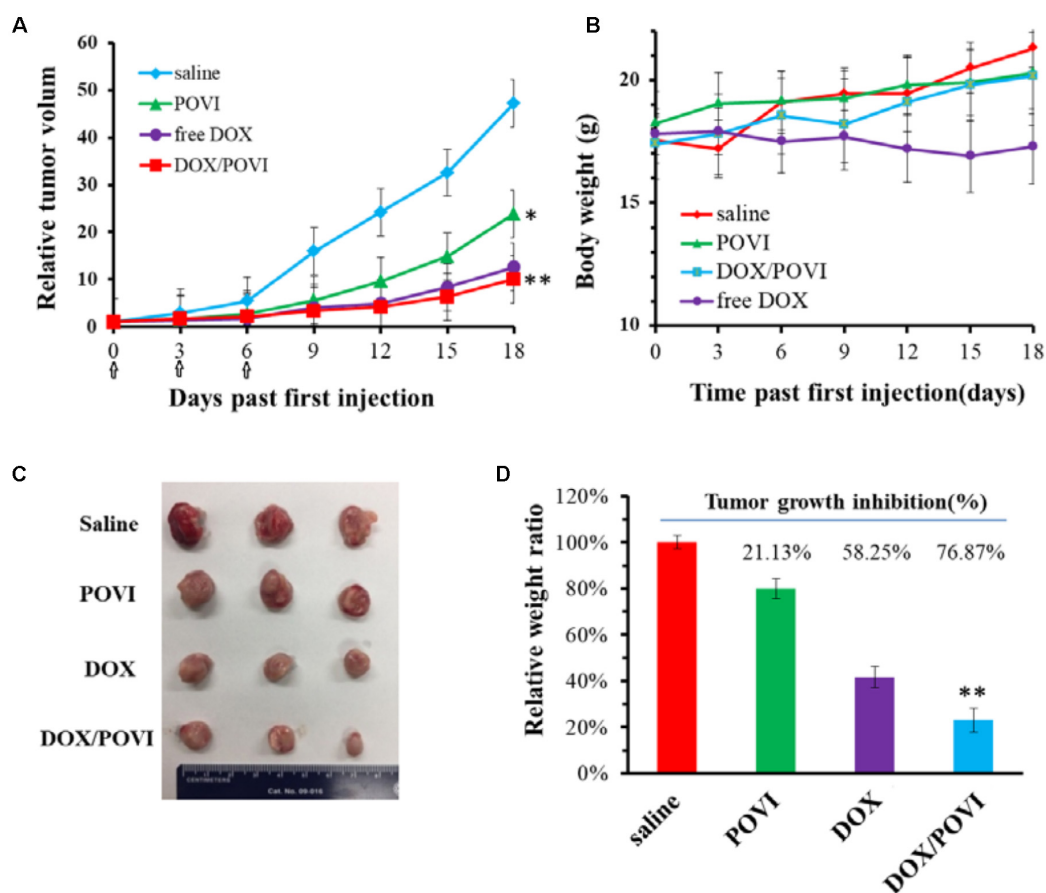 A
60
50
40
30
20
10
0
Relative tumor volum
saline
POVI
free DOX
DOX/POVI
*
**
0 3 6 9 12 15 18
Days past first injection
B
20
15
10
Body weight (g)
saline
POVI
DOX/POVI
free DOX
0 3 6 9 12 15 18
Time past first injection(days)
C
Saline
POVI
DOX
DOX/POVI
CENTIMETERS
Cat. No. 09-016
D
120%
100%
80%
60%
40%
20%
0%
Relative weight ratio
Tumor growth inhibition(%)
21.13% 58.25% 76.87%
**
saline
POVI
DOX
DOX/POVI